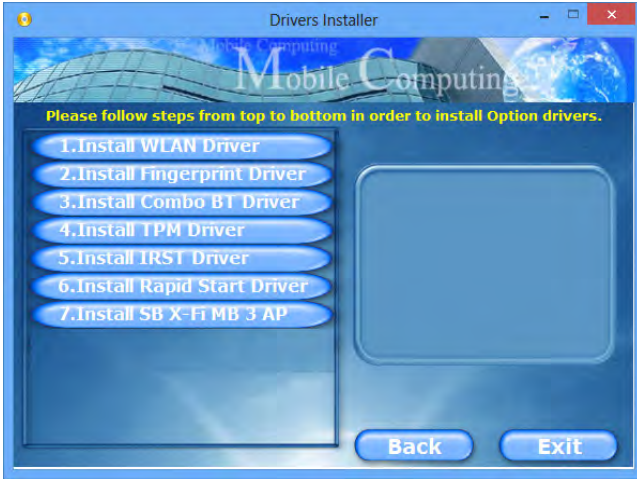 Drivers Installer
Mobile Computing
Mobile Computing
Please follow steps from top to bottom in order to install Option drivers.
1.Install WLAN Driver
2.Install Fingerprint Driver
3.Install Combo BT Driver
4.Install TPM Driver
5.Install IRST Driver
6.Install Rapid Start Driver
7.Install SB X-Fi MB 3 AP
Back
Exit